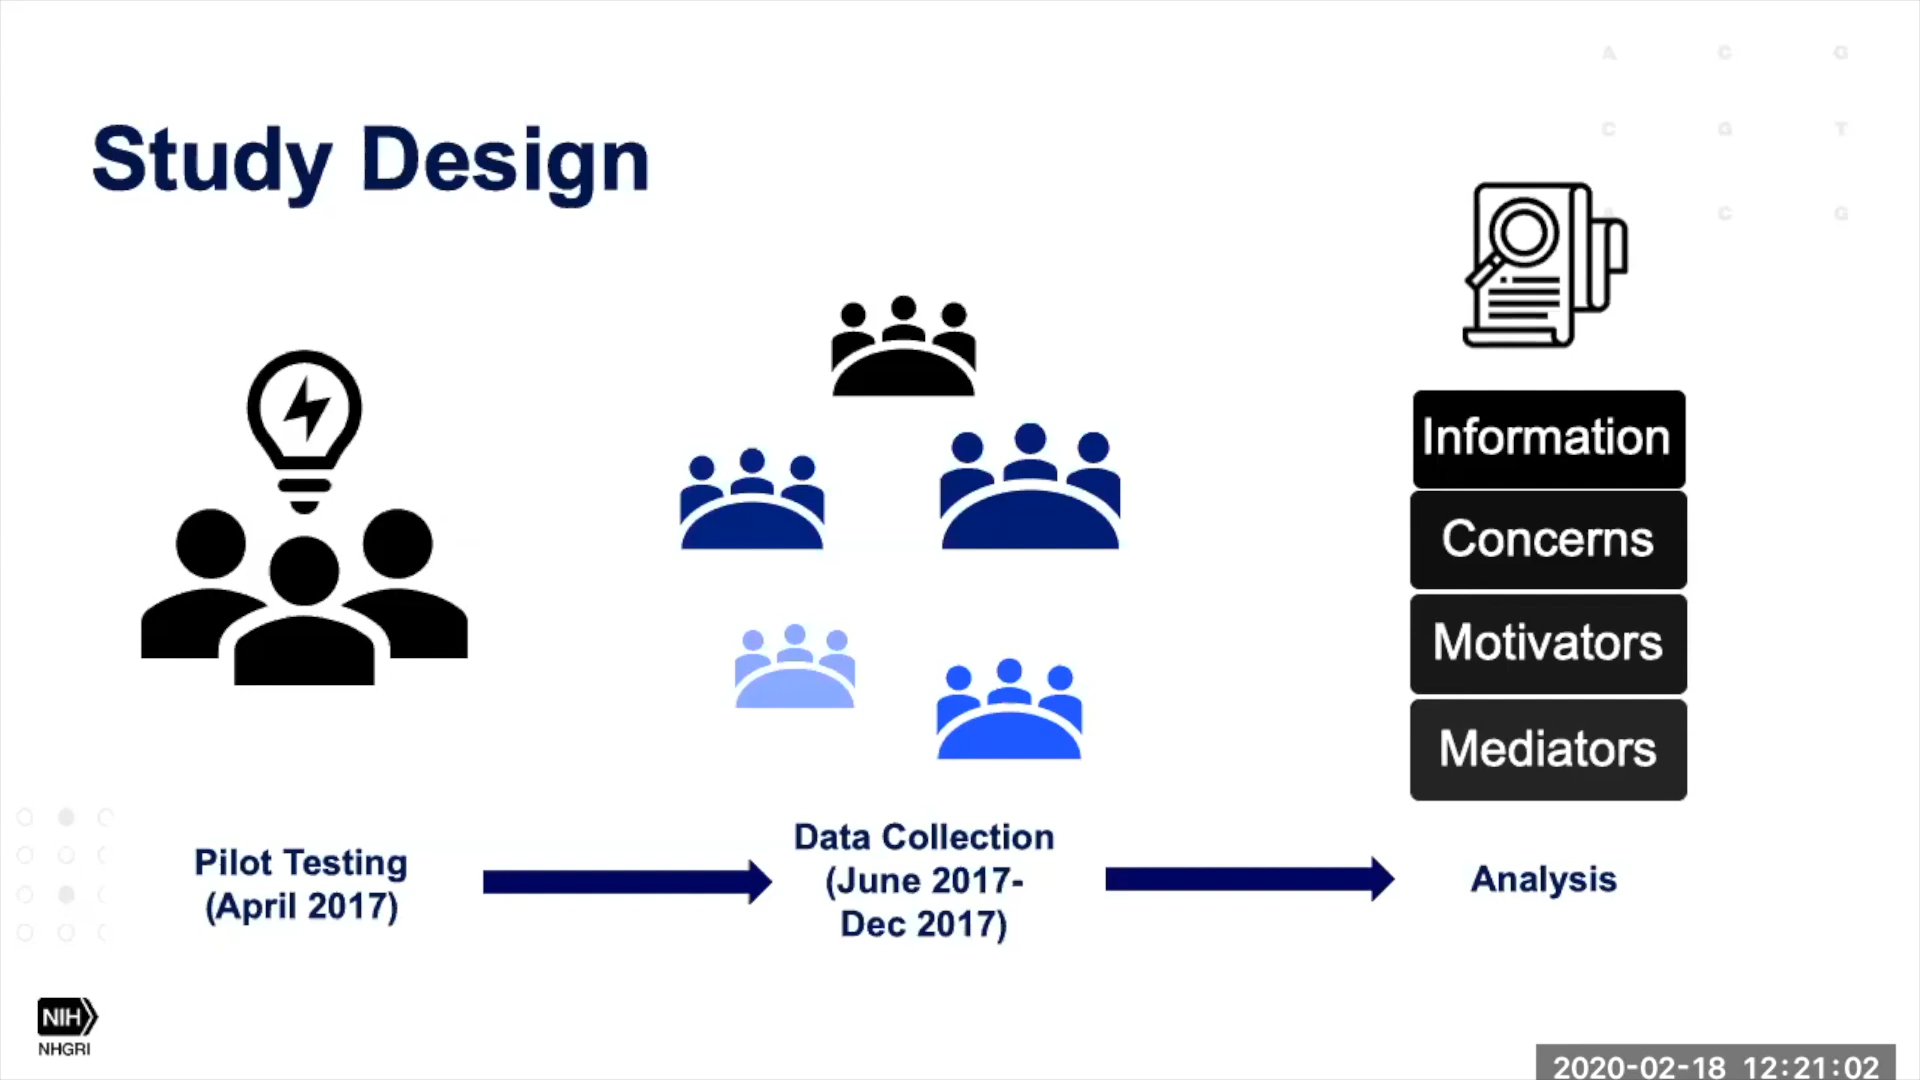 A C G
C G T
C G
Study Design
Information
Concerns
Motivators
Mediators
Pilot Testing
(April 2017)
Data Collection
(June 2017-
Dec 2017)
Analysis
NIH
NHGRI
2020-02-18 12:21:02